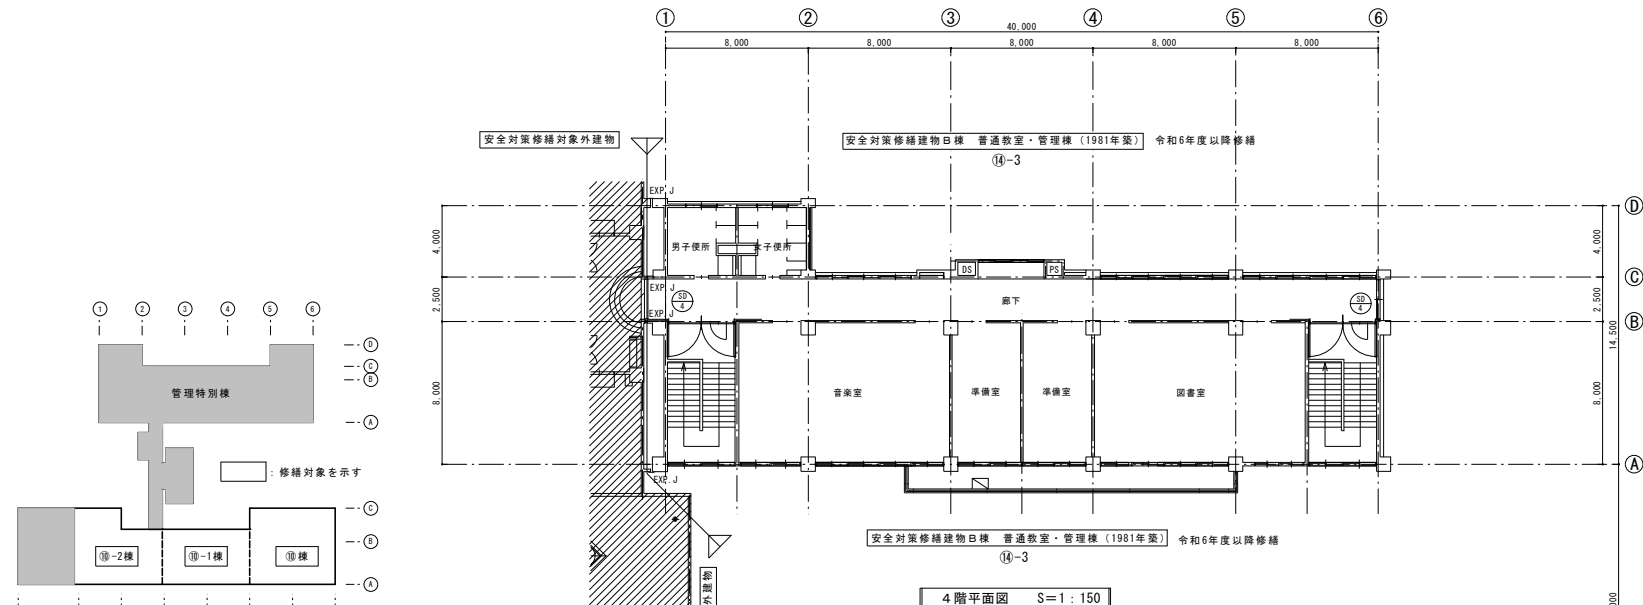 ① ② ③ ④ ⑤ ⑥
40,000
8,000 8,000 8,000 8,000 8,000
安全対策修繕対象外建物
安全対策修繕建物B棟 普通教室・管理棟(1981年築) 令和6年度以降修繕
⑭-3
EXP.J
D
4,000 男子便所 女子便所 4,000
DS PS
C
EXP.J
2,500 SD 4 廊下 SD 4 2,500
EXP.J
B
14,500
8,000 音楽室 準備室 準備室 図書室 8,000
A
EXP.J
安全対策修繕建物B棟 普通教室・管理棟(1981年築) 令和6年度以降修繕
⑭-3
外建物
4階平面図 S=1:150
① ② ③ ④ ⑤ ⑥
D
C
B
管理特別棟
A
:修繕対象を示す
C
⑩-2棟 ⑩-1棟 ⑩棟
B
A